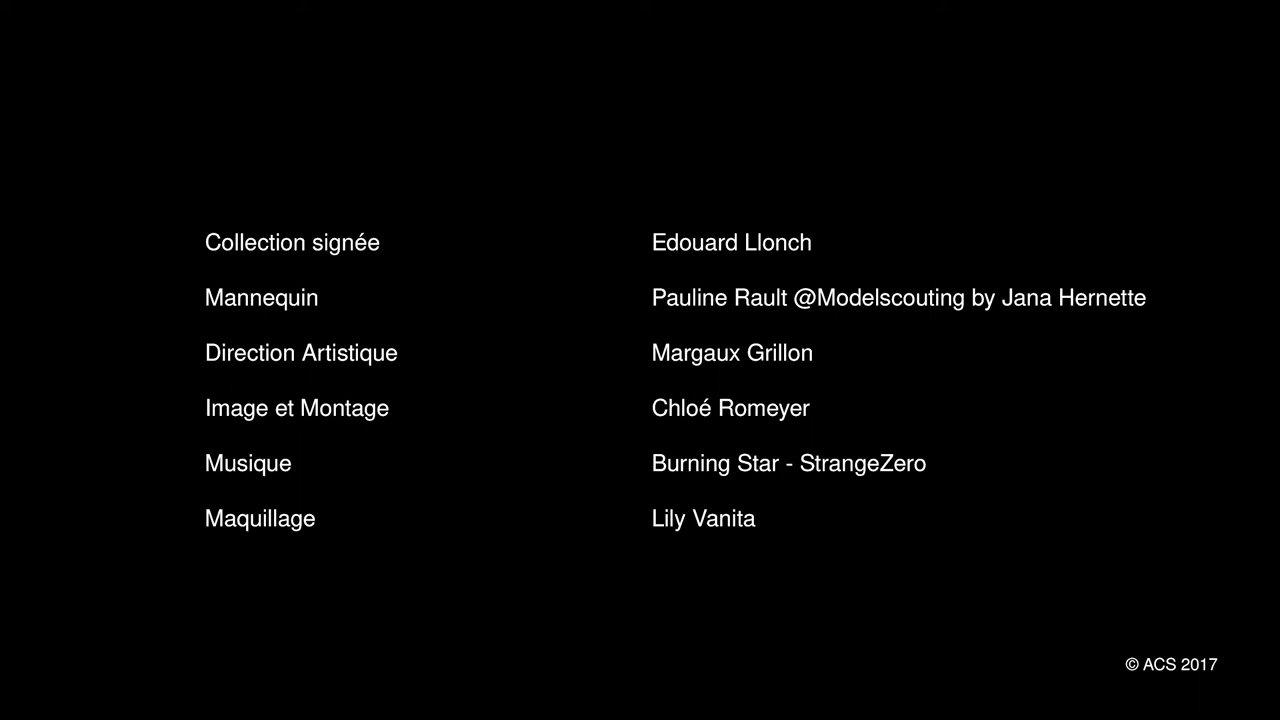 Collection signée Edouard Llonch
Mannequin Pauline Rault @Modelscouting by Jana Hernette
Direction Artistique Margaux Grillon
Image et Montage Chloé Romeyer
Musique Burning Star - StrangeZero
Maquillage Lily Vanita
© ACS 2017